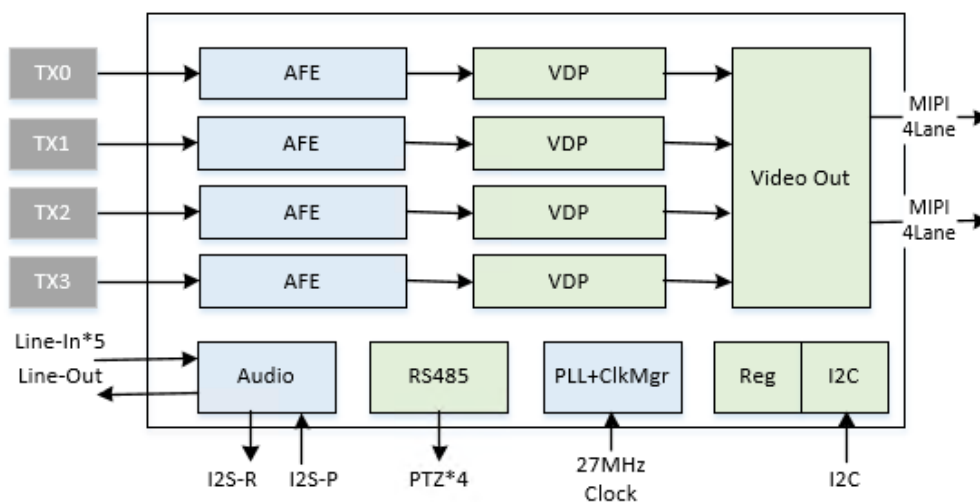 TX0
AFE
VDP
TX1
AFE
VDP
TX2
AFE
VDP
TX3
AFE
VDP
Video Out
MIPI
4Lane
MIPI
4Lane
Line-In*5
Line-Out
Audio
RS485
PLL+ClkMgr
Reg
I2C
I2S-R
I2S-P
PTZ*4
27MHz
Clock
I2C